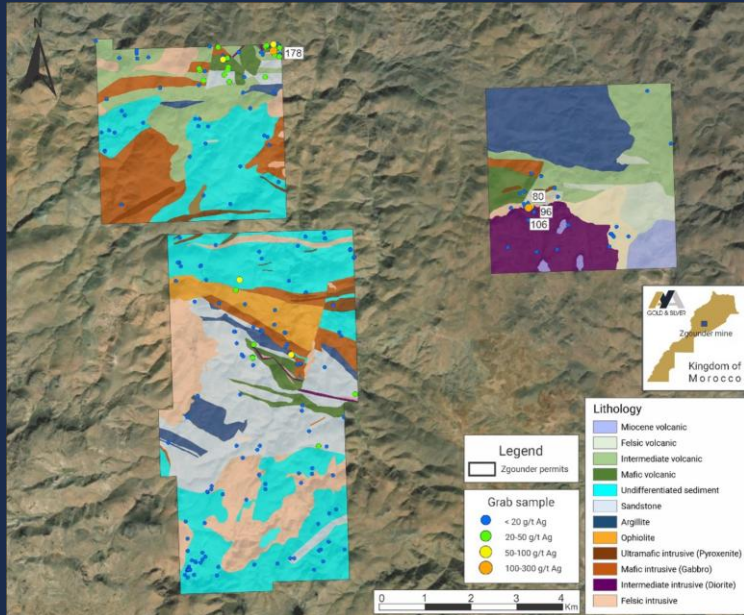 N
178
80
96
106
AYA
GOLD & SILVER
Zgounder mine
Kingdom of
Morocco
Legend
Zgounder permits
Grab sample
< 20 g/t Ag
20-50 g/t Ag
50-100 g/t Ag
100-300 g/t Ag
0 1 2 3 4
Km
Lithology
Miocene volcanic
Felsic volcanic
Intermediate volcanic
Mafic volcanic
Undifferentiated sediment
Sandstone
Argillite
Ophiolite
Ultramafic intrusive (Pyroxenite)
Mafic intrusive (Gabbro)
Intermediate intrusive (Diorite)
Felsic intrusive